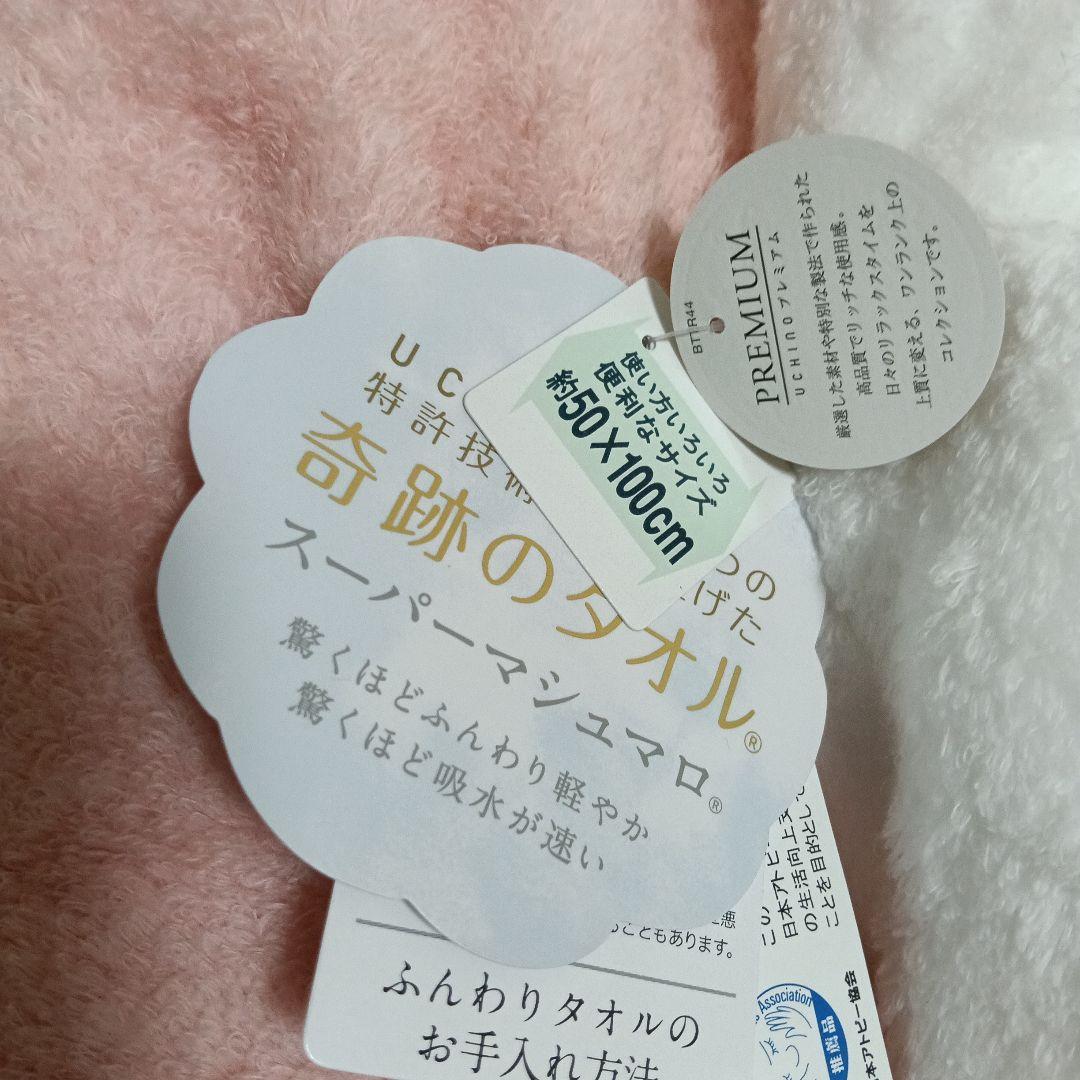 UC
特許技術
つの
げた
奇跡のタオル®
スーパーマシュマロ®
驚くほどふんわり軽やか
驚くほど吸水が速い
使い方いろいろ
便利なサイズ
約50×100cm
BT1R44
PREMIUM
UCHINO プレミアム
厳選した素材や特別な製法で作られた
高品質でリッチな使用感。
日々のリラックスタイムを
上質に変える、ワンランク上の
コレクションです。
こともあります。
ふんわりタオルの
お手入れ方法
日本アトピ
の生活向上支
ことを目的とし
Association
推薦品
本アトピー協会